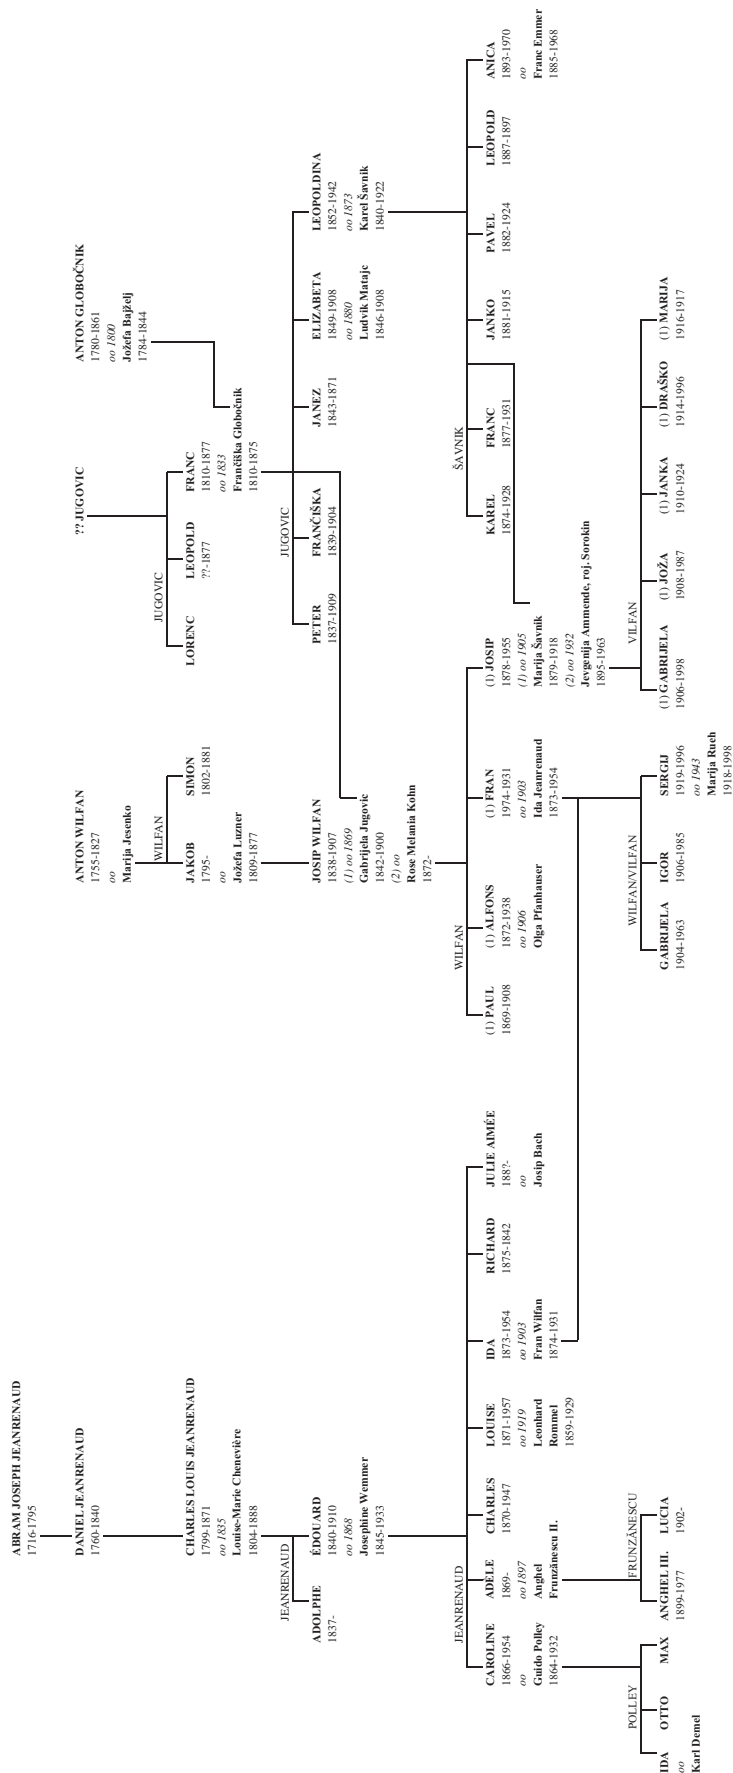 ABRAM JOSEPH JEANRENAUD
1716-1795
DANIEL JEANRENAUD
1760-1840
CHARLES LOUIS JEANRENAUD
1799-1871
oo 1835
Louise-Marie Chenevière
1804-1888
JEANRENAUD
ADOLPHE
1837-
ÉDOUARD
1840-1910
oo 1868
Josephine Wemmer
1845-1933
JEANRENAUD
CAROLINE
1866-1954
oo
Guido Polley
1864-1932
ADÈLE
1869-
oo 1897
Anghel
Frunzănescu II.
CHARLES
1870-1947
LOUISE
1871-1957
oo 1919
Leonhard
Rommel
1859-1929
IDA
1873-1954
oo 1903
Fran Wilfan
1874-1931
RICHARD
1875-1842
JULIE AIMÉE
188?-
oo
Josip Bach
POLLEY
IDA
oo
Karl Demel
OTTO
MAX
FRUNZĂNESCU
ANGHEL III.
1899-1977
LUCIA
1902-
ANTON WILFAN
1755-1827
oo
Marija Jesenko
WILFAN
JAKOB
1795-
oo
Jožefa Luzner
1809-1877
SIMON
1802-1881
JOSIP WILFAN
1838-1907
(1) oo 1869
Gabrijela Jugovic
1842-1900
(2) oo
Rose Melania Kohn
1872-
WILFAN
(1) PAUL
1869-1908
(1) ALFONS
1872-1938
oo 1906
Olga Pfanhauser
(1) FRAN
1974-1931
oo 1903
Ida Jeanrenaud
1873-1954
(1) JOSIP
1878-1955
(1) oo 1905
Marija Šavnik
1879-1918
(2) oo 1932
Jevgenija Ammende, roj. Sorokin
1895-1963
WILFAN/VILFAN
GABRIJELA
1904-1963
IGOR
1906-1985
SERGIJ
1919-1996
oo 1943
Marija Rueh
1918-1998
VILFAN
(1) GABRIJELA
1906-1998
(1) JOŽA
1908-1987
(1) JANKA
1910-1924
(1) DRAŠKO
1914-1996
(1) MARIJA
1916-1917
?? JUGOVIC
JUGOVIC
LORENC
LEOPOLD
??-1877
FRANC
1810-1877
oo 1833
Frančiška Globočnik
1810-1875
ANTON GLOBOČNIK
1780-1861
oo 1800
Jožefa Bajželj
1784-1844
JUGOVIC
PETER
1837-1909
FRANČIŠKA
1839-1904
JANEZ
1843-1871
ELIZABETA
1849-1908
oo 1880
Ludvik Matajc
1846-1908
LEOPOLDINA
1852-1942
oo 1873
Karel Šavnik
1840-1922
ŠAVNIK
KAREL
1874-1928
FRANC
1877-1931
JANKO
1881-1915
PAVEL
1882-1924
LEOPOLD
1887-1897
ANICA
1893-1970
oo
Franc Emmer
1885-1968